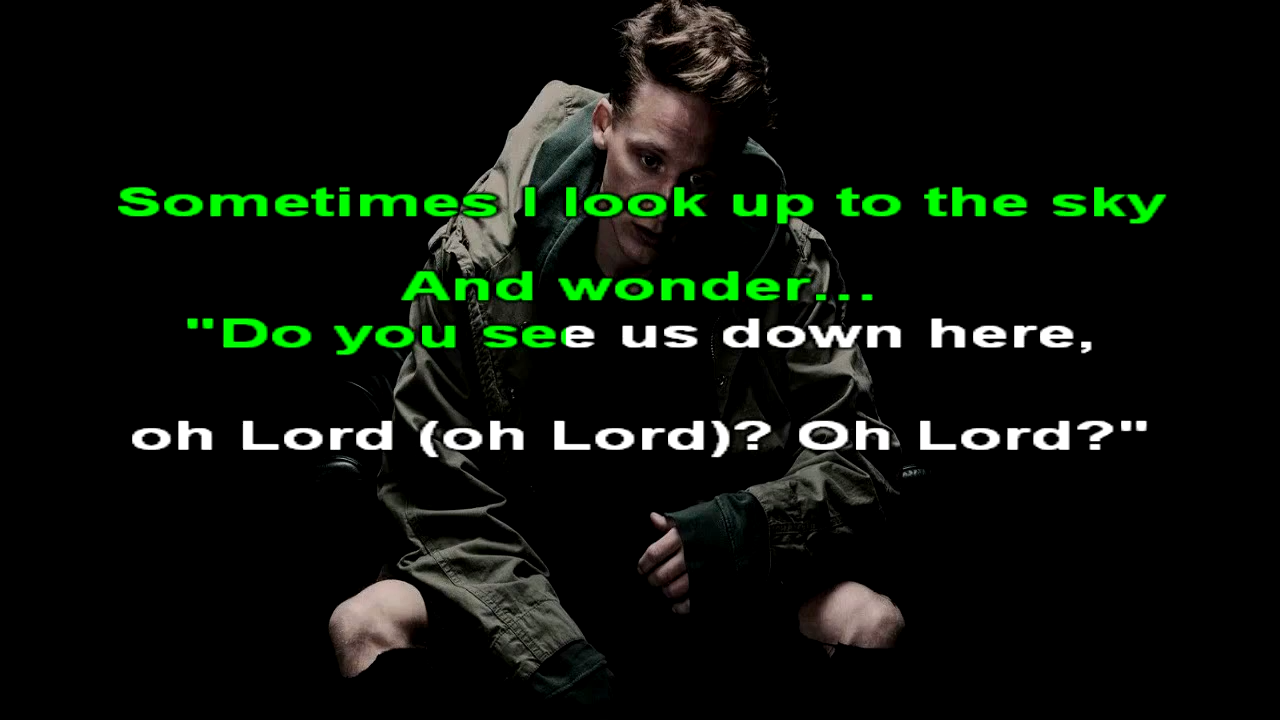 Sometimes I look up to the sky
And wonder...
"Do you see us down here,
oh Lord (oh Lord)? Oh Lord?"